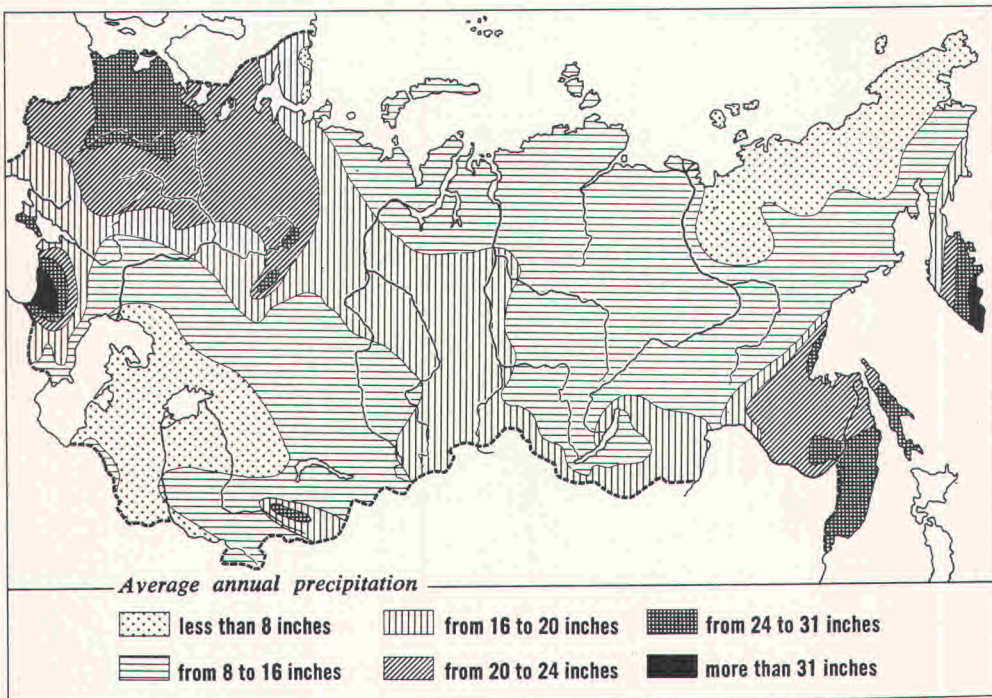 Average annual precipitation
less than 8 inches
from 16 to 20 inches
from 24 to 31 inches
from 8 to 16 inches
from 20 to 24 inches
more than 31 inches